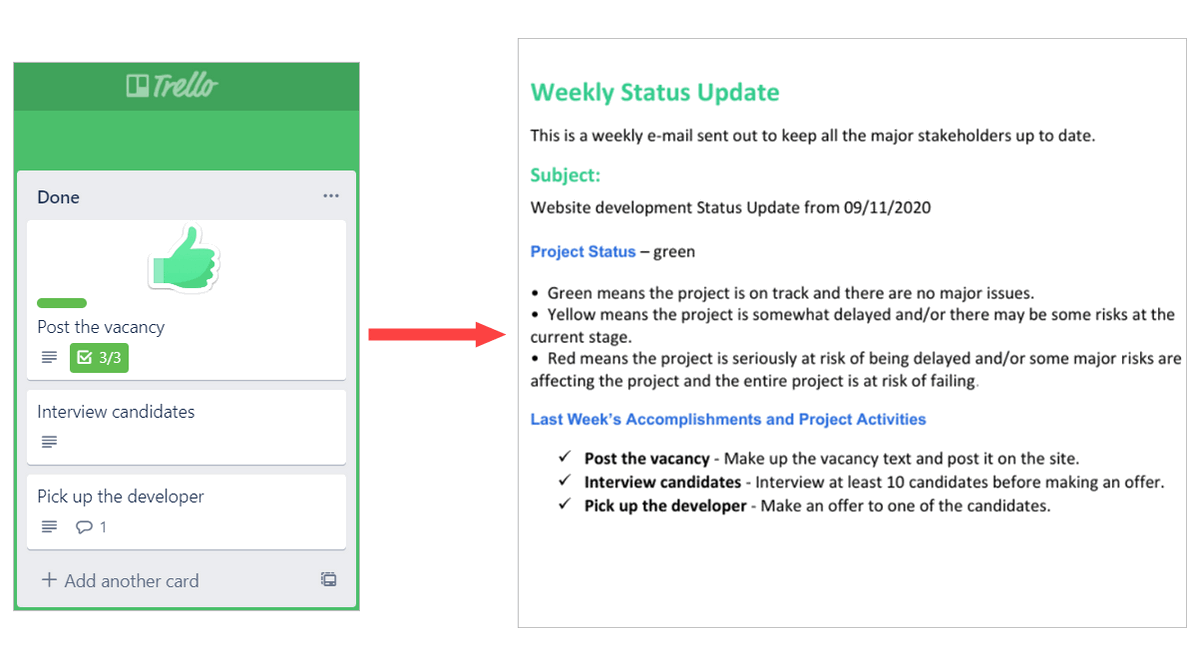 Trello
Done
Post the vacancy
3/3
Interview candidates
Pick up the developer
1
+ Add another card
Weekly Status Update
This is a weekly e-mail sent out to keep all the major stakeholders up to date.
Subject:
Website development Status Update from 09/11/2020
Project Status – green
• Green means the project is on track and there are no major issues.
• Yellow means the project is somewhat delayed and/or there may be some risks at the
current stage.
• Red means the project is seriously at risk of being delayed and/or some major risks are
affecting the project and the entire project is at risk of failing.
Last Week's Accomplishments and Project Activities
✓ Post the vacancy - Make up the vacancy text and post it on the site.
✓ Interview candidates - Interview at least 10 candidates before making an offer.
✓ Pick up the developer - Make an offer to one of the candidates.